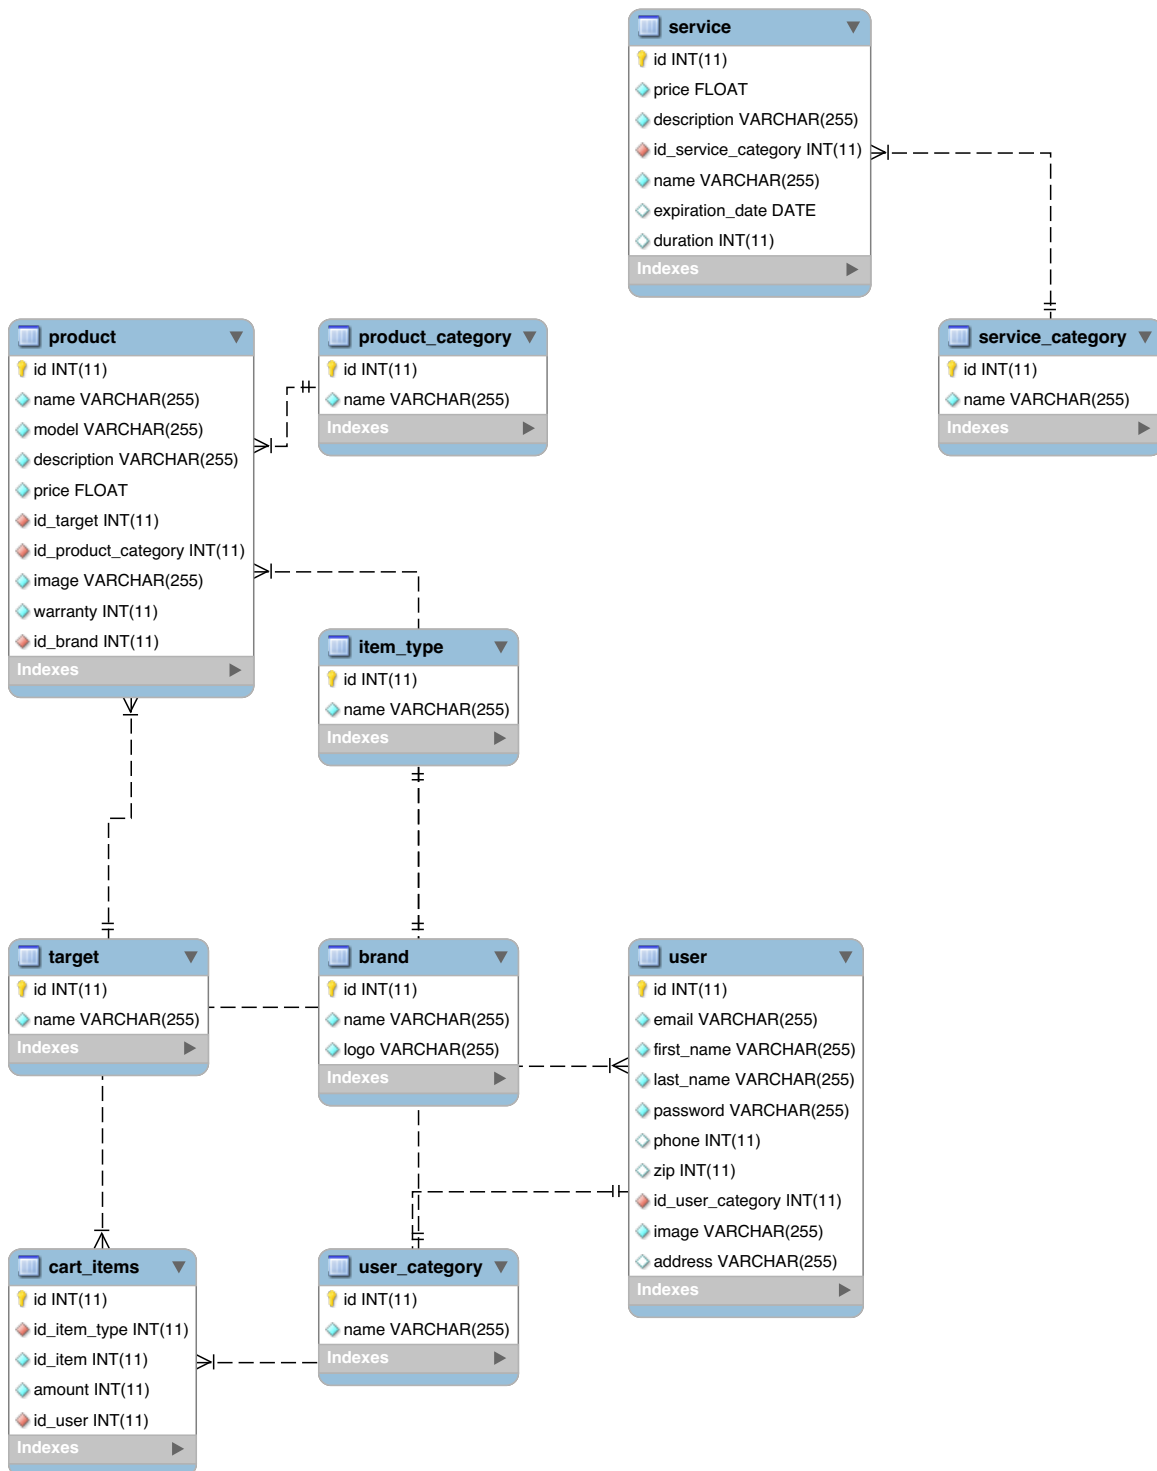 service
id INT(11)
price FLOAT
description VARCHAR(255)
id_service_category INT(11)
name VARCHAR(255)
expiration_date DATE
duration INT(11)
Indexes
product
id INT(11)
name VARCHAR(255)
model VARCHAR(255)
description VARCHAR(255)
price FLOAT
id_target INT(11)
id_product_category INT(11)
image VARCHAR(255)
warranty INT(11)
id_brand INT(11)
Indexes
product_category
id INT(11)
name VARCHAR(255)
Indexes
service_category
id INT(11)
name VARCHAR(255)
Indexes
item_type
id INT(11)
name VARCHAR(255)
Indexes
target
id INT(11)
name VARCHAR(255)
Indexes
brand
id INT(11)
name VARCHAR(255)
logo VARCHAR(255)
Indexes
user
id INT(11)
email VARCHAR(255)
first_name VARCHAR(255)
last_name VARCHAR(255)
password VARCHAR(255)
phone INT(11)
zip INT(11)
id_user_category INT(11)
image VARCHAR(255)
address VARCHAR(255)
Indexes
cart_items
id INT(11)
id_item_type INT(11)
id_item INT(11)
amount INT(11)
id_user INT(11)
Indexes
user_category
id INT(11)
name VARCHAR(255)
Indexes